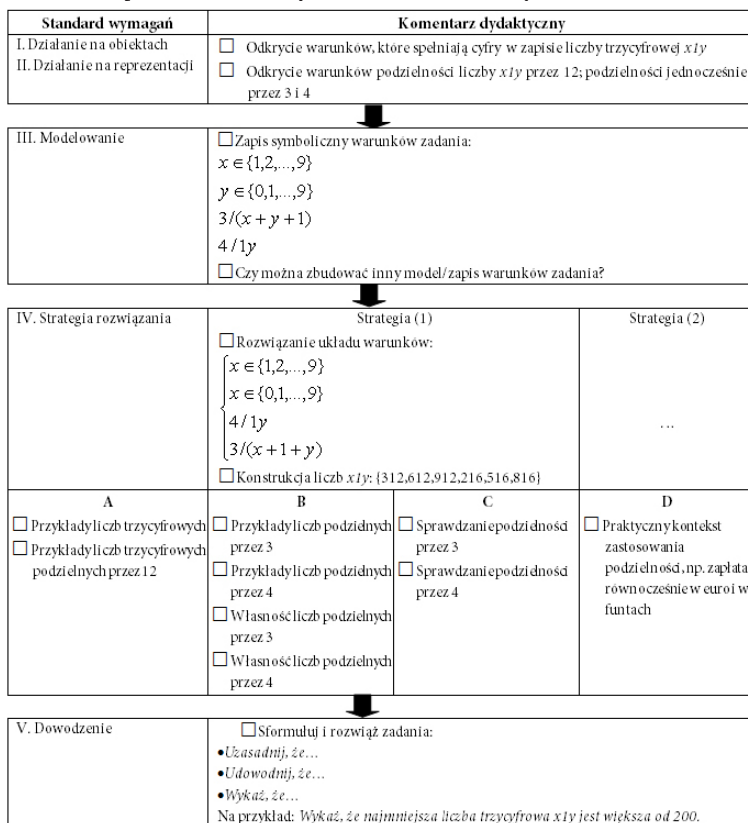 Standard wymagań
Komentarz dydaktyczny
I. Działanie na obiektach
II. Działanie na reprezentacji
☐ Odkrycie warunków, które spełniają cyfry w zapisie liczby trzycyfrowej x1y
☐ Odkrycie warunków podzielności liczby x1y przez 12; podzielności jednocześnie
przez 3 i 4
III. Modelowanie
☐ Zapis symboliczny warunków zadania:
x ∈ {1,2,...,9}
y ∈ {0,1,...,9}
3/(x + y + 1)
4/1y
☐ Czy można zbudować inny model/zapis warunków zadania?
IV. Strategia rozwiązania
Strategia (1)
☐ Rozwiązanie układu warunków:
x ∈ {1,2,...,9}
x ∈ {0,1,...,9}
4/1y
3/(x + 1 + y)
☐ Konstrukcja liczb x1y: {312,612,912,216,516,816}
Strategia (2)
...
A
☐ Przykłady liczb trzycyfrowych
☐ Przykłady liczb trzycyfrowych
podzielnych przez 12
B
☐ Przykłady liczb podzielnych
przez 3
☐ Przykłady liczb podzielnych
przez 4
☐ Własność liczb podzielnych
przez 3
☐ Własność liczb podzielnych
przez 4
C
☐ Sprawdzanie podzielności
przez 3
☐ Sprawdzanie podzielności
przez 4
D
☐ Praktyczny kontekst
zastosowania
podzielności, np. zapłata
równocześnie w euro i w
funtach
V. Dowodzenie
☐ Sformułuj i rozwiąż zadania:
•Uzasadnij, że...
•Udowodnij, że...
•Wykaż, że...
Na przykład: Wykaż, że najmniejsza liczba trzycyfrowa x1y jest większa od 200.